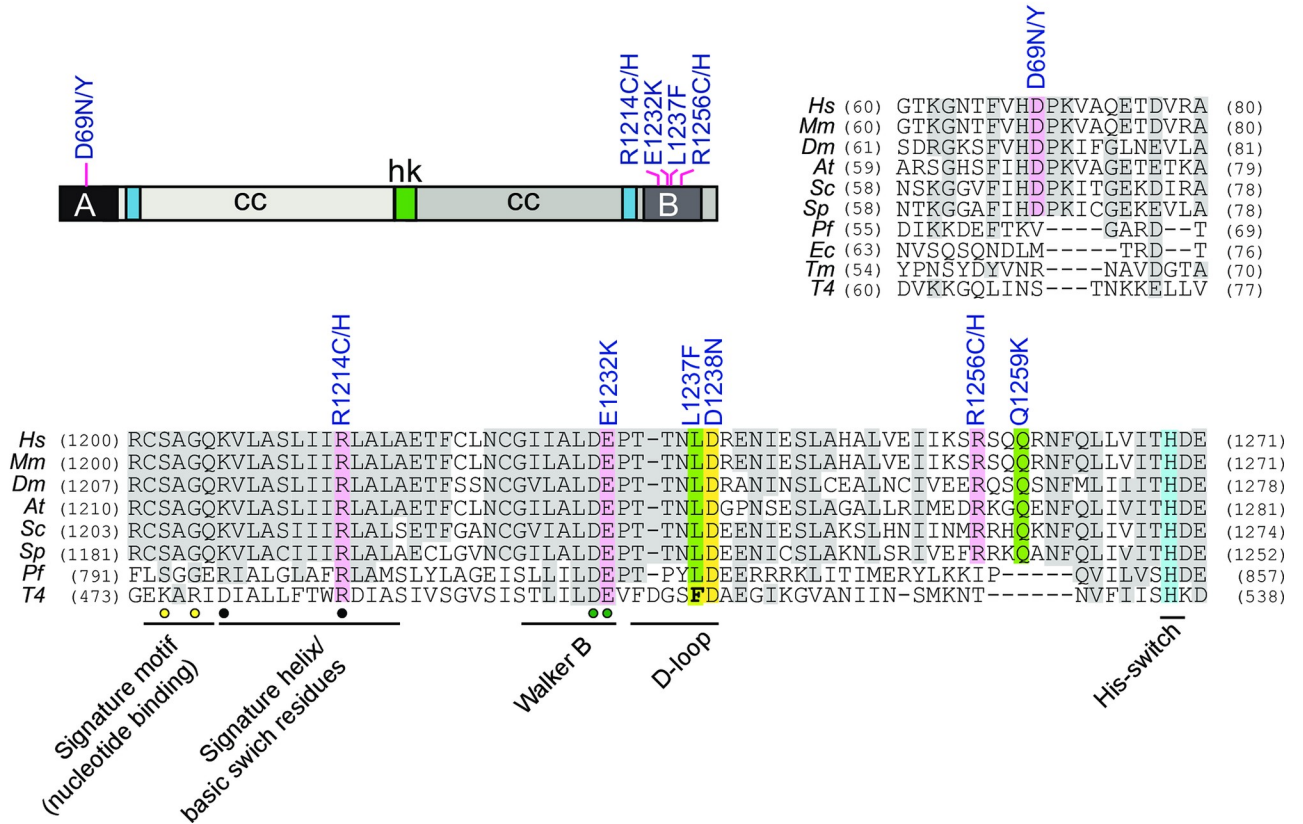 D69N/Y
R1214C/H
E1232K
L1237F
R1256C/H
hk
A
cc
cc
B
D69N/Y
Hs (60) GTKGNTFVHDPKVAQETDVRA (80)
Mm (60) GTKGNTFVHDPKVAQETDVRA (80)
Dm (61) SDRGKSFVHDPKIFGLNEVLA (81)
At (59) ARSGHSFIHDPKVAGETETKA (79)
Sc (58) NSKGGVFIHDPKITGEKDIRA (78)
Sp (58) NTKGGAFIHDPKICGEKEVLA (78)
Pf (55) DIKKDEFTKV----GARD--T (69)
Ec (63) NVSQSQNDLM-----TRD--T (76)
Tm (54) YPNSYDYVNR----NAVDGTA (70)
T4 (60) DVKKGQLINS----TNKKELLV (77)
R1214C/H
E1232K
L1237F
D1238N
R1256C/H
Q1259K
Hs (1200) RCSAGQKVLASLIIRLALAETFCLNCGIIALDEPT-TNLDRENIESLAHALVEIIKSRSQQRNFQLLVITHDE (1271)
Mm (1200) RCSAGQKVLASLIIRLALAETFCLNCGIIALDEPT-TNLDRENIESLAHALVEIIKSRSQQRNFQLLVITHDE (1271)
Dm (1207) RCSAGQKVLASLIIRLALAETFSSNCGVLALDEPT-TNLDRANINSLCEALNCIVEERQSQSNFMLIIITHDE (1278)
At (1210) RCSAGQKVLASLIIRLALAETFCLNCGILALDEPT-TNLDGPNSESLAGALLRIMEDRKGQENFQLIVITHDE (1281)
Sc (1203) RCSAGQKVLASLIIRLALSETFGANCGVIALDEPT-TNLDEENIESLAKSLHNIINMRRHQKNFQLIVITHDE (1274)
Sp (1181) RCSAGQKVLACIIIRLALAECLGVNCGILALDEPT-TNLDEENICSLAKNLSRIVEFRRKQANFQLIVITHDE (1252)
Pf (791) FLSGGERIALGLAFRLAMSLYLAGEISLLILDEPT-PYLDEERRRKLITIMERYLKKIP-----QVILVSHDE (857)
T4 (473) GEKARIDIALLFTWRDIASIVSGVSISTLILDEVFDGSFDAEGIKGVANIIN-SMKNT------NVFIISHKD (538)
Signature motif
(nucleotide binding)
Signature helix/
basic swich residues
Walker B
D-loop
His-switch